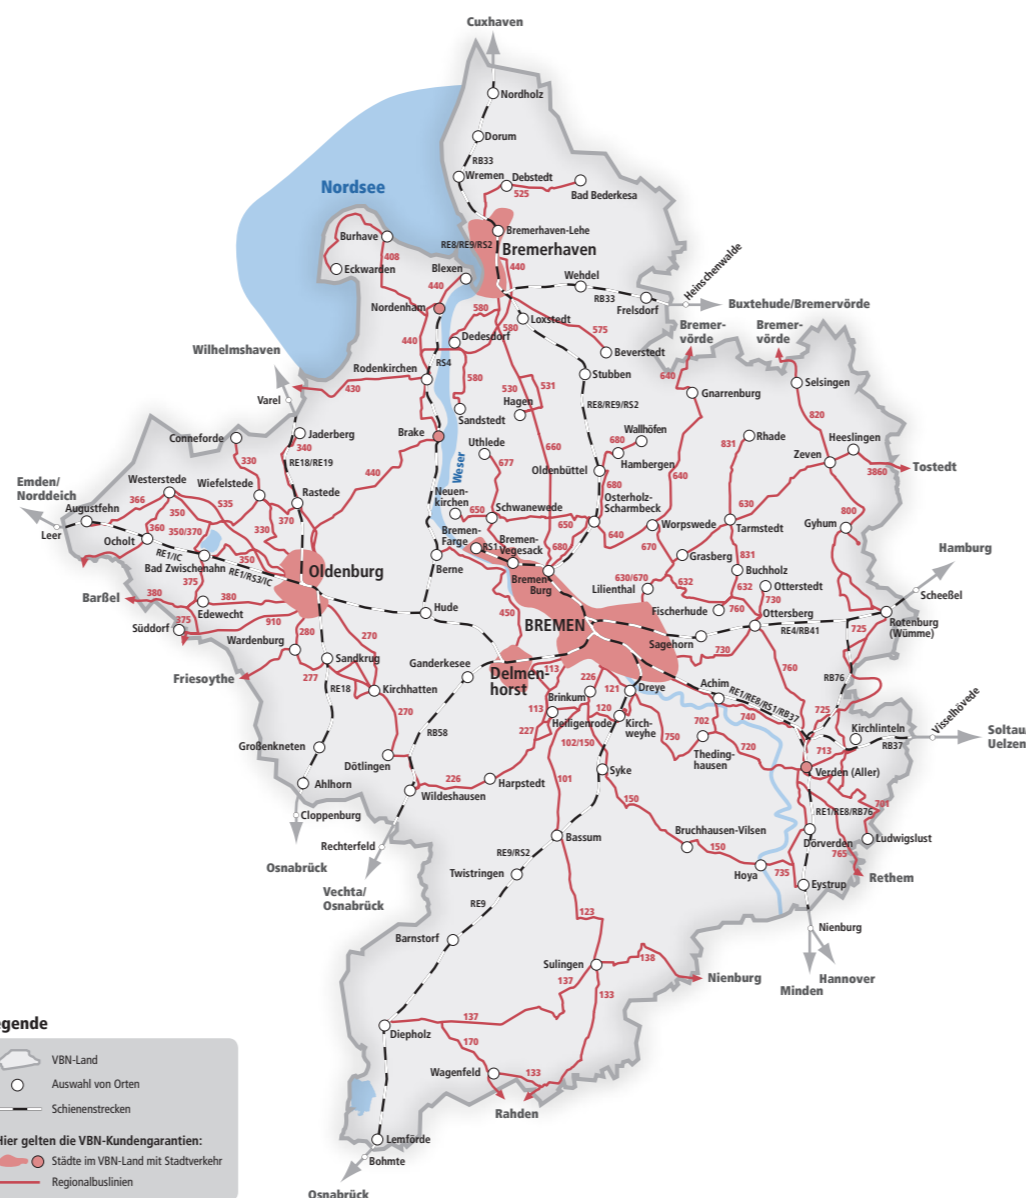 Cuxhaven
Nordholz
Dorum
RB33
Wremen
Debstedt
525
Bad Bederkesa
Nordsee
Burhave
Bremerhaven-Lehe
RE8/RE9/RS2
Bremerhaven
408
Eckwarden
Blexen
440
440
Wehdel
Heinschenwalde
RB33
Frelsdorf
Buxtehude/Bremervörde
Nordenham
580
Loxstedt
580
575
Bremer-
vörde
Bremer-
vörde
440
Dedesdorf
Beverstedt
Wilhelmshaven
Rodenkirchen
RS4
430
580
530
531
Stubben
640
Selsingen
Varel
Gnarrenburg
Hagen
RE8/RE9/RS2
820
Sandstedt
Conneforde
Jaderberg
Brake
340
Uthlede
660
680
Wallhöfen
831
Rhade
Heeslingen
Zeven
330
RE18/RE19
440
Weser
677
Oldenbüttel
Hambergen
640
3860
Tostedt
Emden/
Norddeich
Westerstede
Wiefelstede
366
535
Rastede
680
Neuen-
kirchen
Osterholz-
Scharmbeck
630
800
Augustfehn
350
370
650
Schwanewede
650
Worpswede
Tarmstedt
Gyhum
Leer
360
350/370
330
Bremen-
Farge
RS1
Bremen-
Vegesack
680
640
670
Ocholt
Hamburg
RE1/IC
350
Oldenburg
Grasberg
831
Bad Zwischenahn
RE1/RS3/IC
Berne
Bremen-
Burg
630/670
632
Buchholz
632
Otterstedt
Scheeßel
Barßel
380
375
380
Lilienthal
730
Edewecht
Hude
450
Fischerhude
760
Ottersberg
Rotenburg
(Wümme)
Süddorf
375
910
BREMEN
RE4/RB41
725
Wardenburg
280
270
Sagehorn
730
Friesoythe
277
Sandkrug
Ganderkesee
Delmen-
horst
113
760
RB76
RE18
Kirchhatten
226
121
Dreye
Achim
RE1/RE8/RS1/RB37
Brinkum
113
120
Heiligenrode
Kirch-
weyhe
227
102/150
750
702
740
725
Kirchlinteln
Visselhövede
270
RB58
Theding-
hausen
720
713
RB37
Soltau
Uelzen
Großenkneten
Dötlingen
Syke
Verden (Aller)
101
Ahlhorn
226
Harpstedt
Wildeshausen
150
RE1/RE8/RB76
701
Cloppenburg
Bassum
Bruchhausen-Vilsen
Dörverden
Ludwigslust
Rechterfeld
RE9/RS2
150
765
Osnabrück
Twistringen
Hoya
735
Rethem
Vechta/
Osnabrück
Eystrup
RE9
123
Nienburg
Barnstorf
Sulingen
138
Hannover
Nienburg
Minden
137
133
137
Diepholz
170
Wagenfeld
133
Rahden
Lemförde
Bohmte
Osnabrück
egende
VBN-Land
Auswahl von Orten
Schienenstrecken
Hier gelten die VBN-Kundengarantien:
Städte im VBN-Land mit Stadtverkehr
Regionalbuslinien